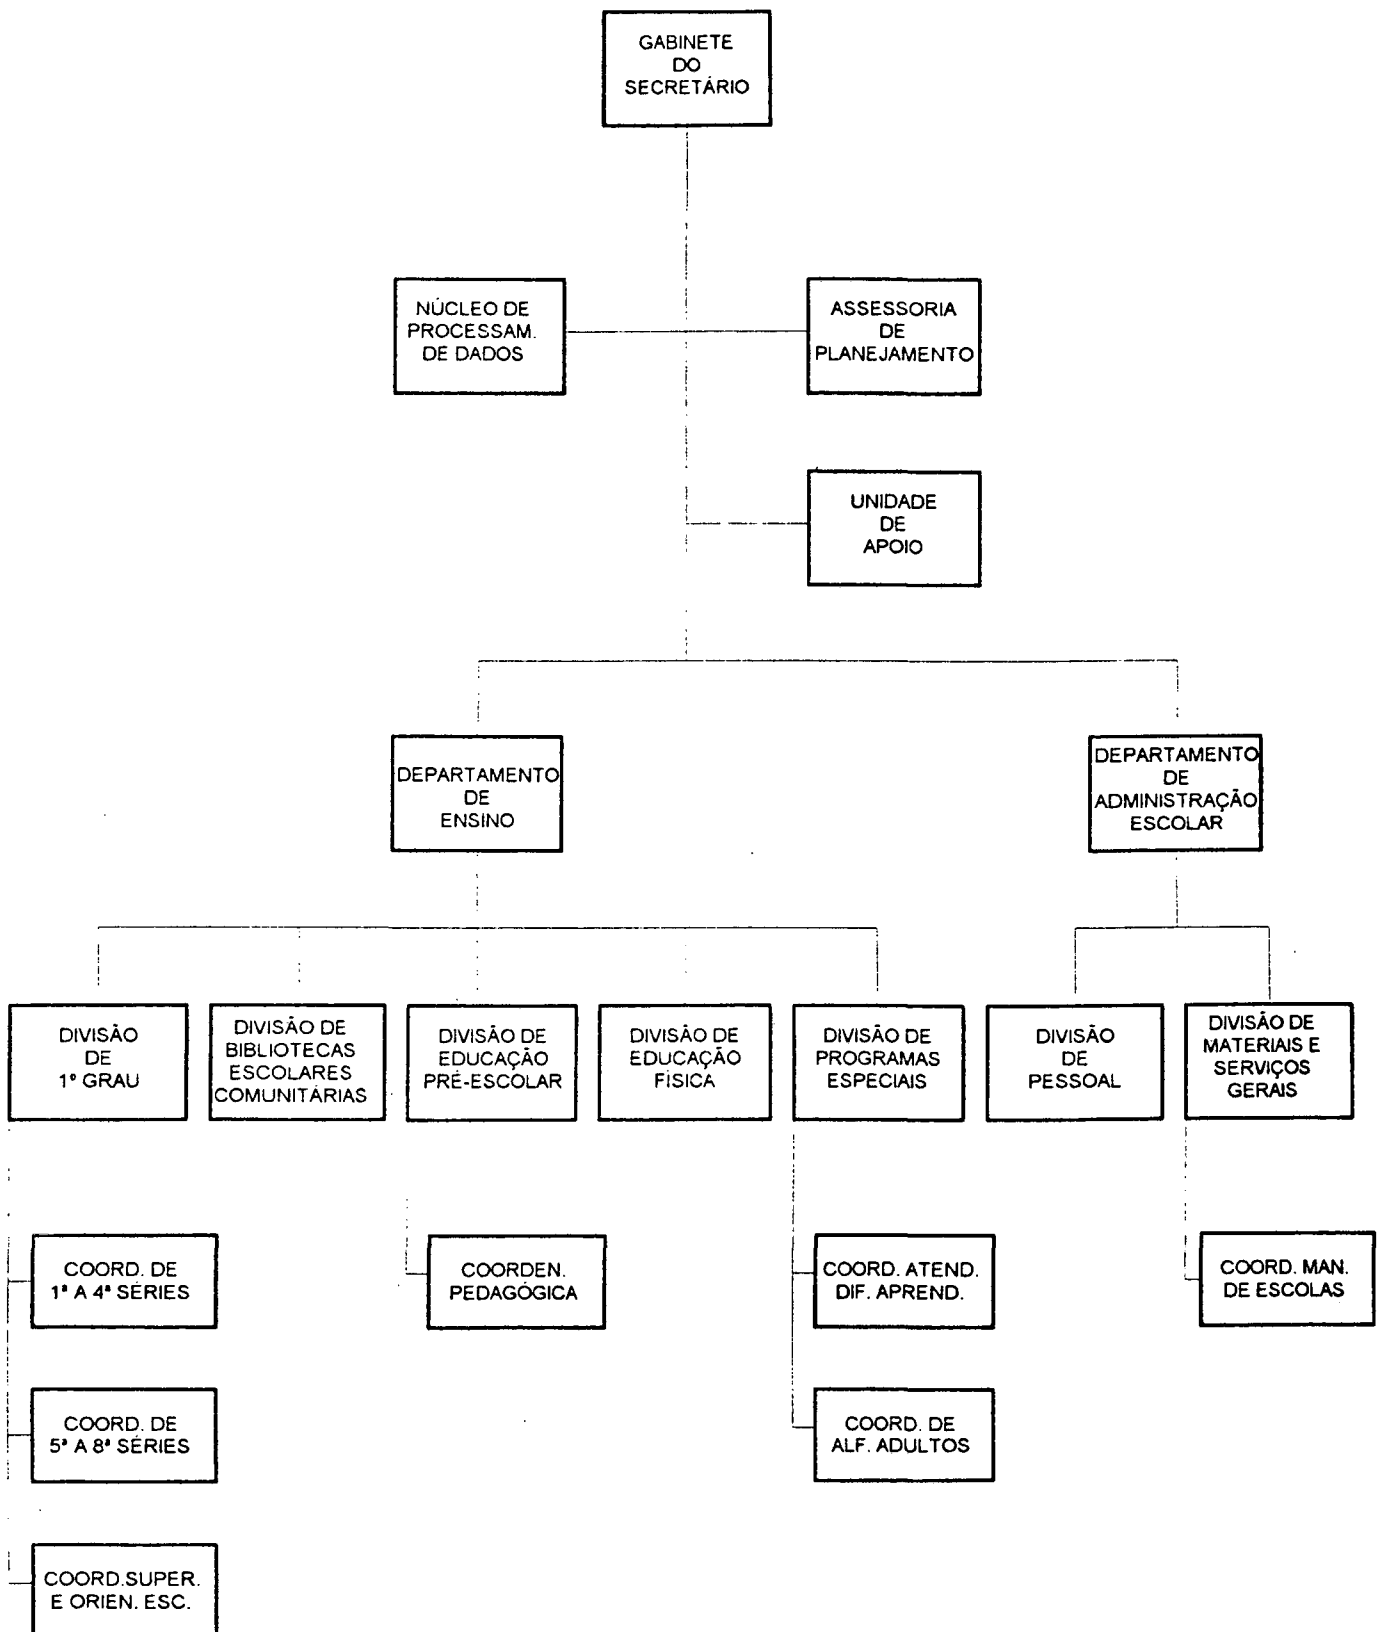 GABINETE
DO
SECRETÁRIO
NÚCLEO DE
PROCESSAM.
DE DADOS
ASSESSORIA
DE
PLANEJAMENTO
UNIDADE
DE
APOIO
DEPARTAMENTO
DE
ENSINO
DEPARTAMENTO
DE
ADMINISTRAÇÃO
ESCOLAR
DIVISÃO
DE
1º GRAU
DIVISÃO DE
BIBLIOTECAS
ESCOLARES
COMUNITÁRIAS
DIVISÃO DE
EDUCAÇÃO
PRÉ-ESCOLAR
DIVISÃO DE
EDUCAÇÃO
FÍSICA
DIVISÃO DE
PROGRAMAS
ESPECIAIS
DIVISÃO
DE
PESSOAL
DIVISÃO DE
MATERIAIS E
SERVIÇOS
GERAIS
COORD. DE
1ª A 4ª SÉRIES
COORDEN.
PEDAGÓGICA
COORD. ATEND.
DIF. APREND.
COORD. MAN.
DE ESCOLAS
COORD. DE
5ª A 8ª SÉRIES
COORD. DE
ALF. ADULTOS
COORD.SUPER.
E ORIEN. ESC.